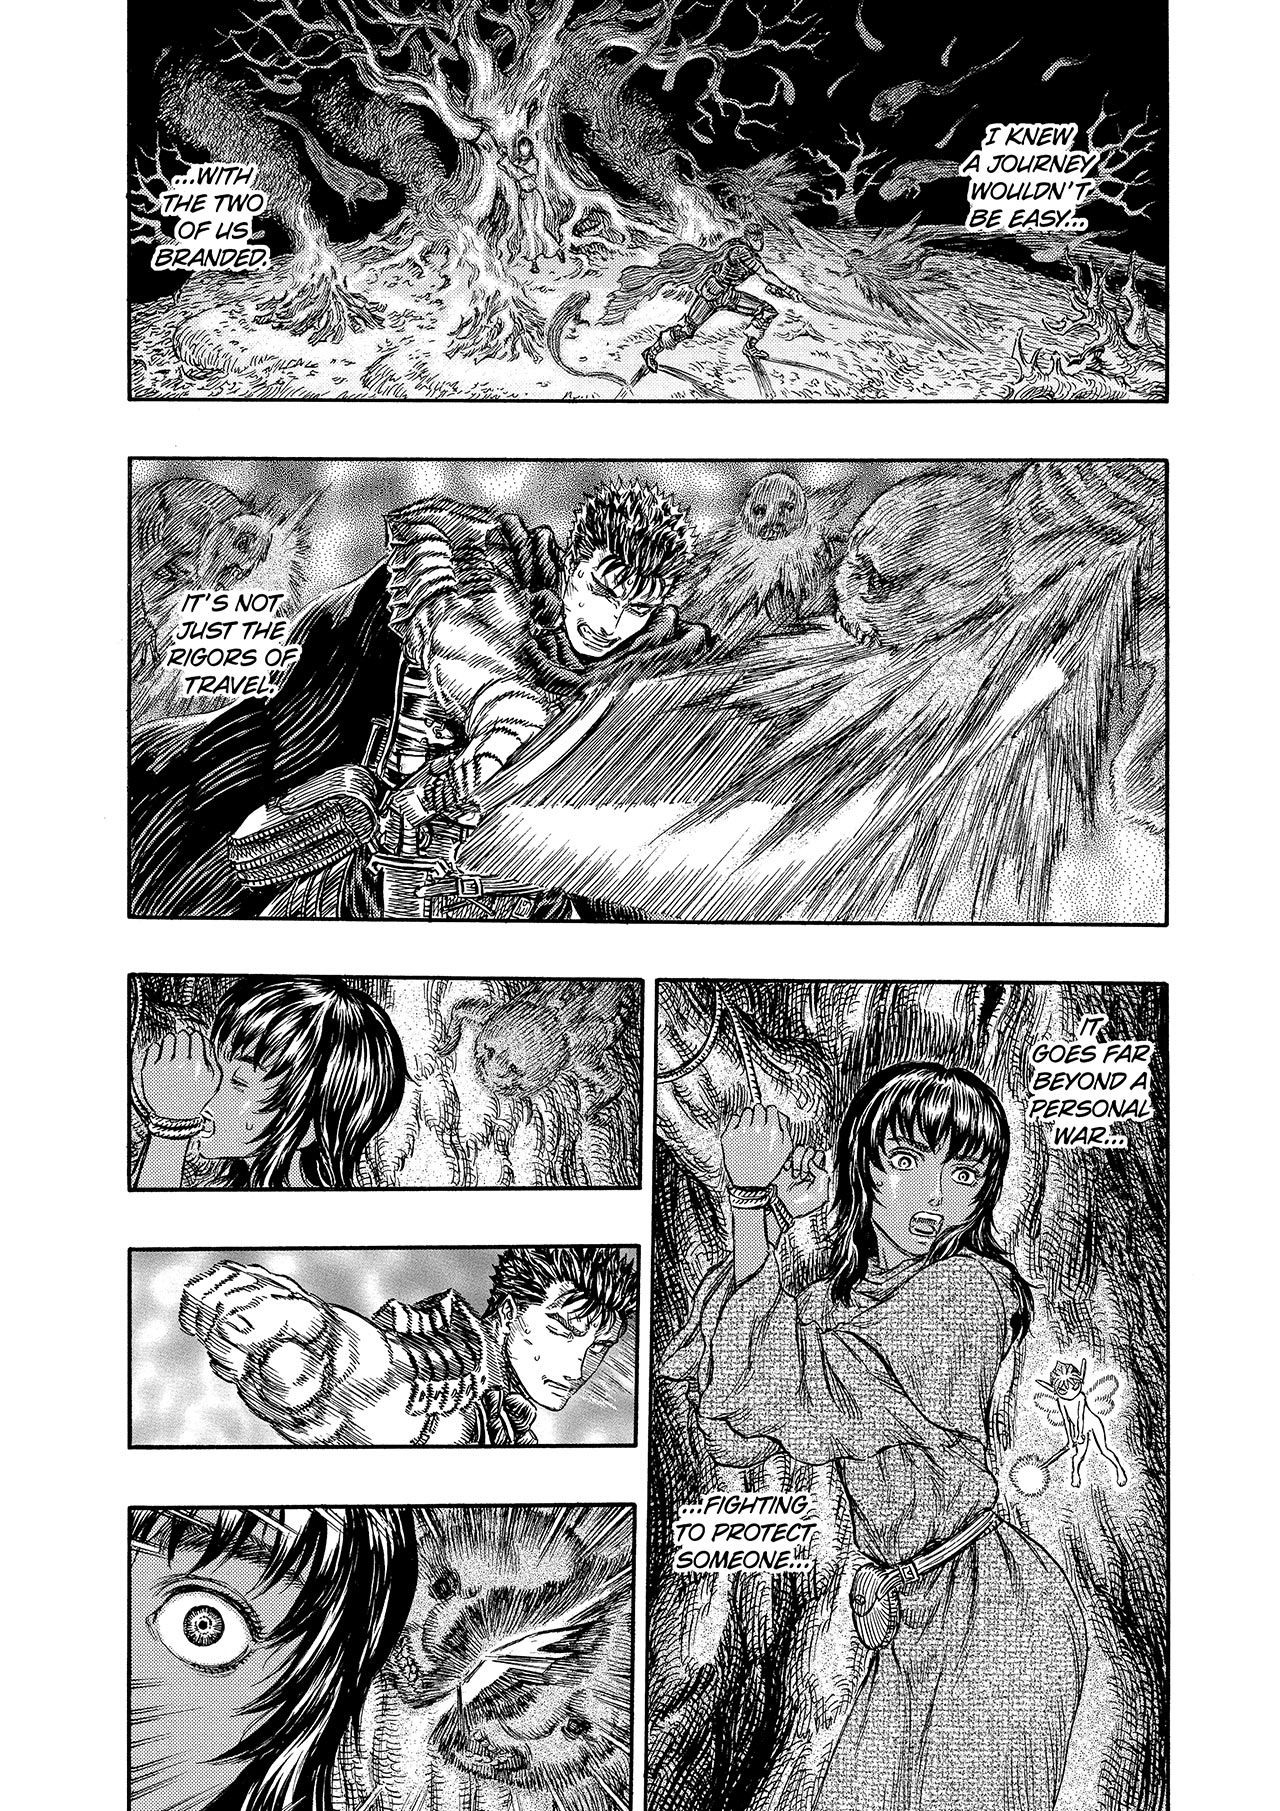 I KNEW
A JOURNEY
WOULDN'T
BE EASY...
...WITH
THE TWO
OF US
BRANDED.
IT'S NOT
JUST THE
RIGORS OF
TRAVEL.
IT
GOES FAR
BEYOND A
PERSONAL
WAR...
...FIGHTING
TO PROTECT
SOMEONE...